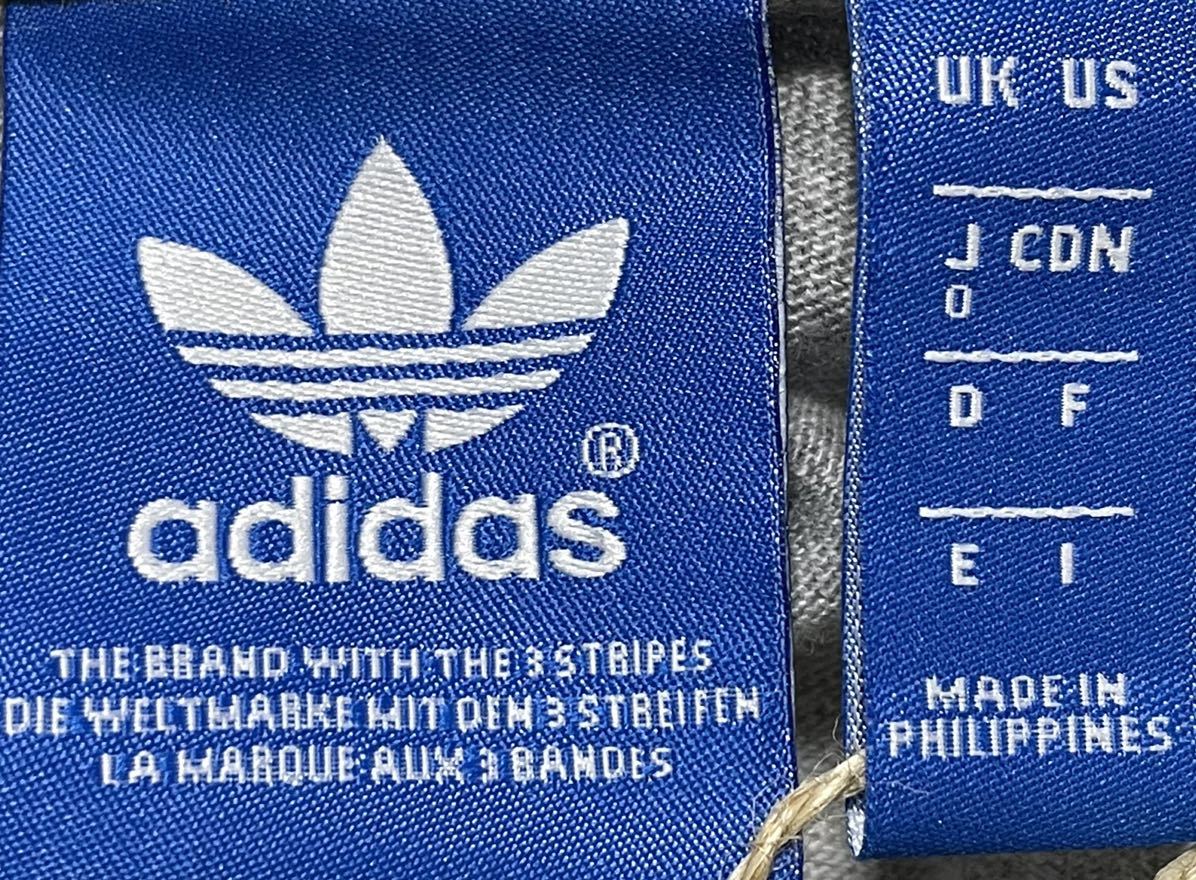 ®
adidas
THE BRAND WITH THE 3 STRIPES
DIE WELTMARKE MIT DEN 3 STREIFEN
LA MARQUE AUX 3 BANDES
UK US
J CDN
O
D F
E I
MADE IN
PHILIPPINES